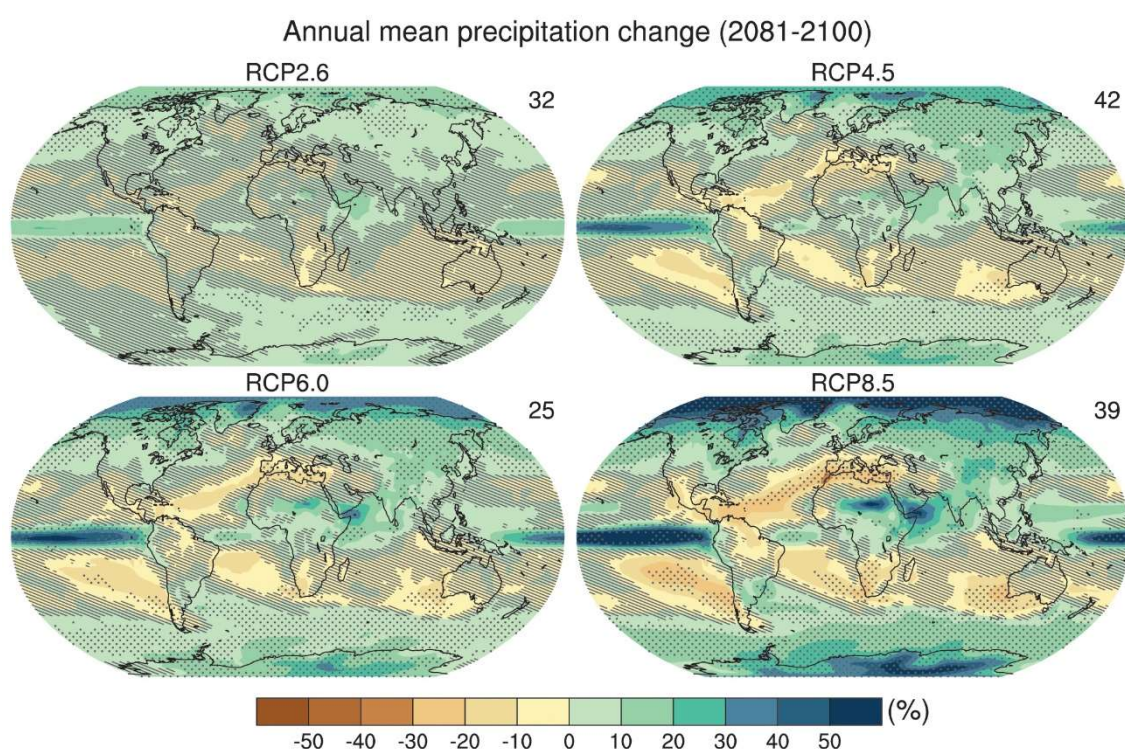 Annual mean precipitation change (2081-2100)
RCP2.6
32
RCP4.5
42
RCP6.0
25
RCP8.5
39
(%)
-50 -40 -30 -20 -10 0 10 20 30 40 50